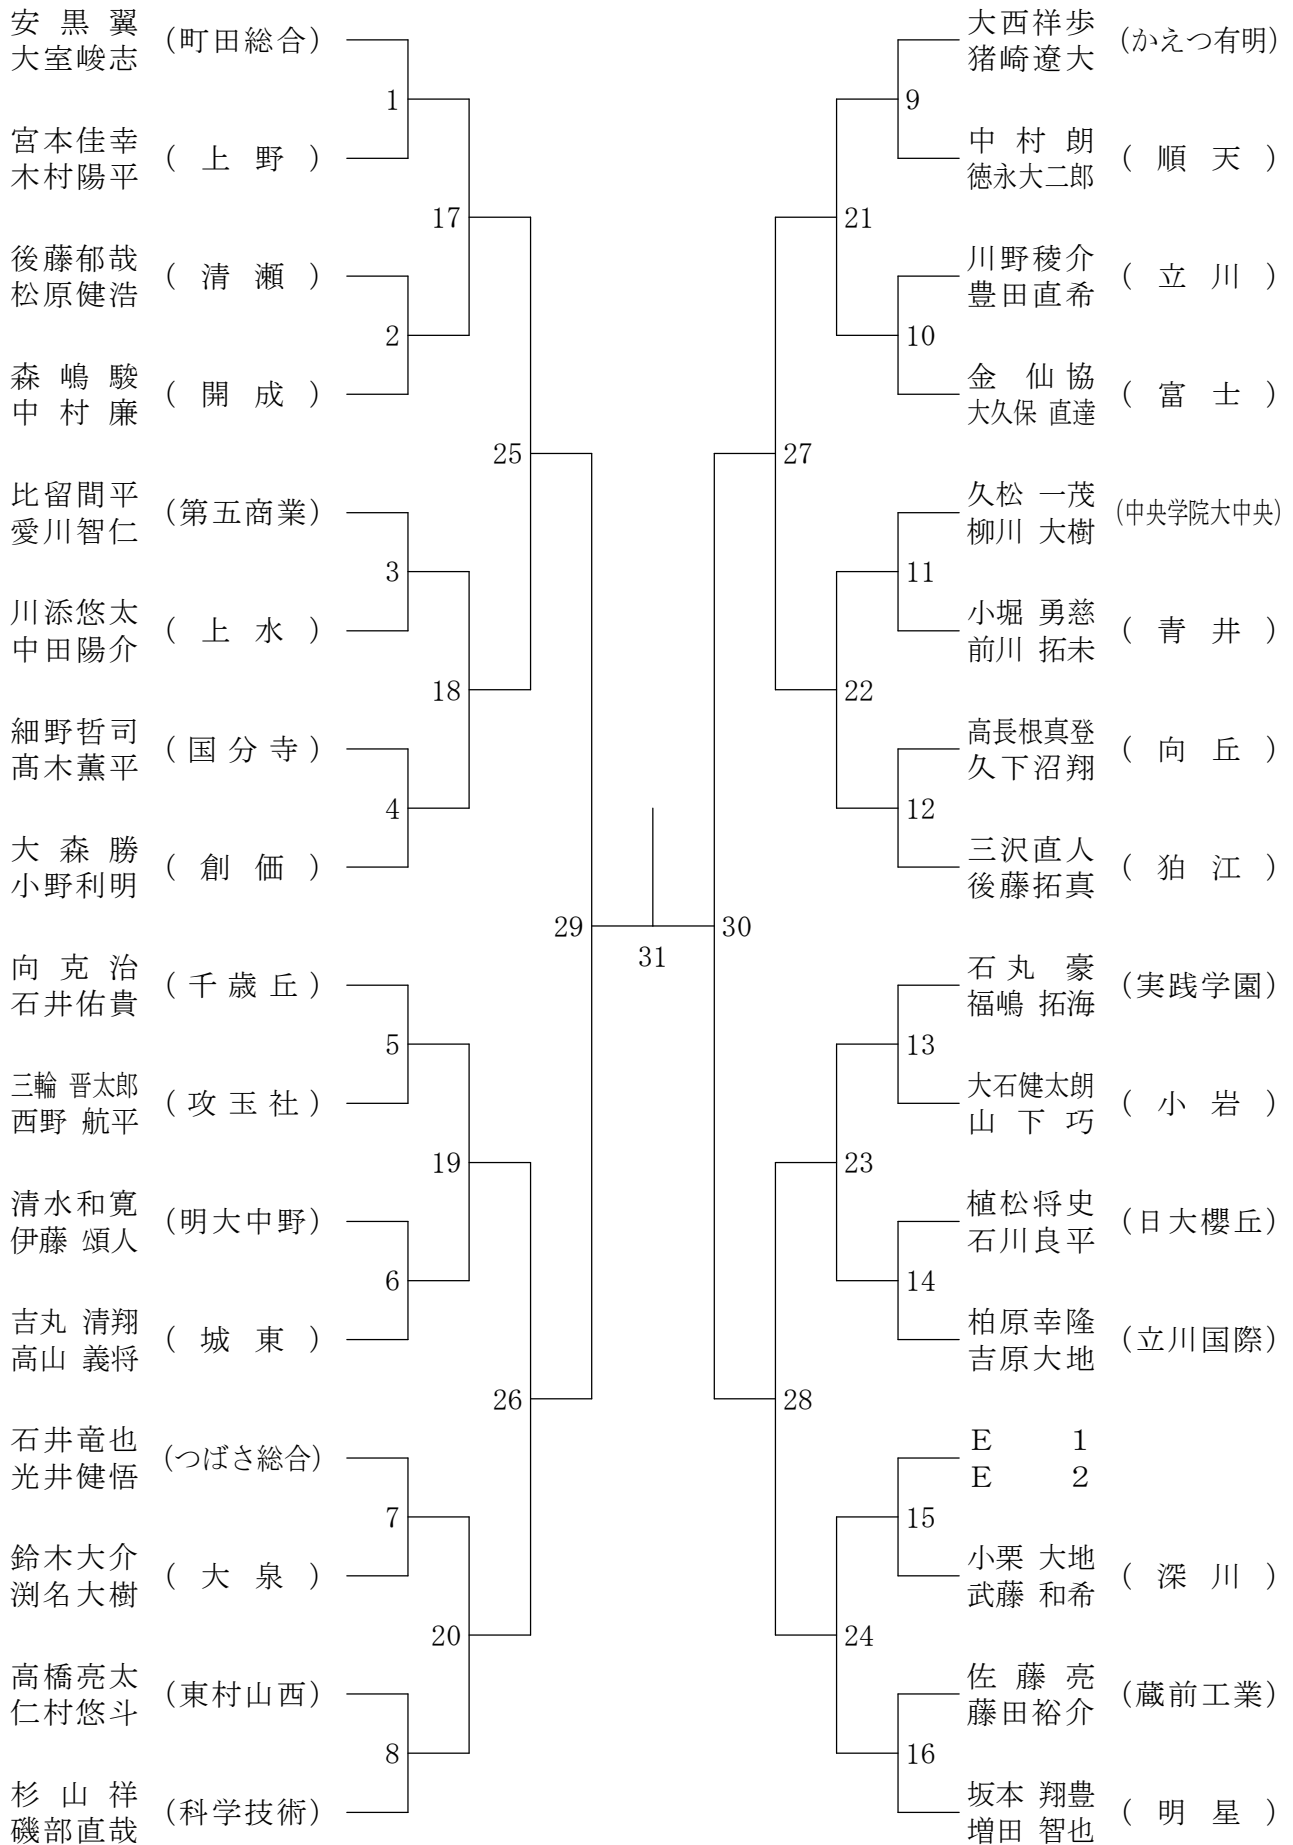 安黒翼
大室峻志
(町田総合)
1
宮本佳幸
木村陽平
(上野)
17
後藤郁哉
松原健浩
(清瀬)
2
森嶋駿
中村廉
(開成)
25
比留間平
愛川智仁
(第五商業)
3
川添悠太
中田陽介
(上水)
18
細野哲司
髙木薫平
(国分寺)
4
大森勝
小野利明
(創価)
29
向克治
石井佑貴
(千歳丘)
5
三輪 晋太郎
西野 航平
(攻玉社)
19
清水和寛
伊藤 頌人
(明大中野)
6
吉丸 清翔
高山 義将
(城東)
26
石井竜也
光井健悟
(つばさ総合)
7
鈴木大介
渕名大樹
(大泉)
20
高橋亮太
仁村悠斗
(東村山西)
8
杉山祥
磯部直哉
(科学技術)
31
大西祥歩
猪崎遼大
(かえつ有明)
9
中村朗
徳永大二郎
(順天)
21
川野稜介
豊田直希
(立川)
10
金仙協
大久保 直達
(富士)
27
久松 一茂
柳川 大樹
(中央学院大中央)
11
小堀 勇慈
前川 拓未
(青井)
22
高長根真登
久下沼翔
(向丘)
12
三沢直人
後藤拓真
(狛江)
30
石丸 豪
福嶋 拓海
(実践学園)
13
大石健太朗
山下巧
(小岩)
23
植松将史
石川良平
(日大櫻丘)
14
柏原幸隆
吉原大地
(立川国際)
28
E 1
E 2
15
小栗 大地
武藤 和希
(深川)
24
佐藤亮
藤田裕介
(蔵前工業)
16
坂本 翔豊
増田 智也
(明星)